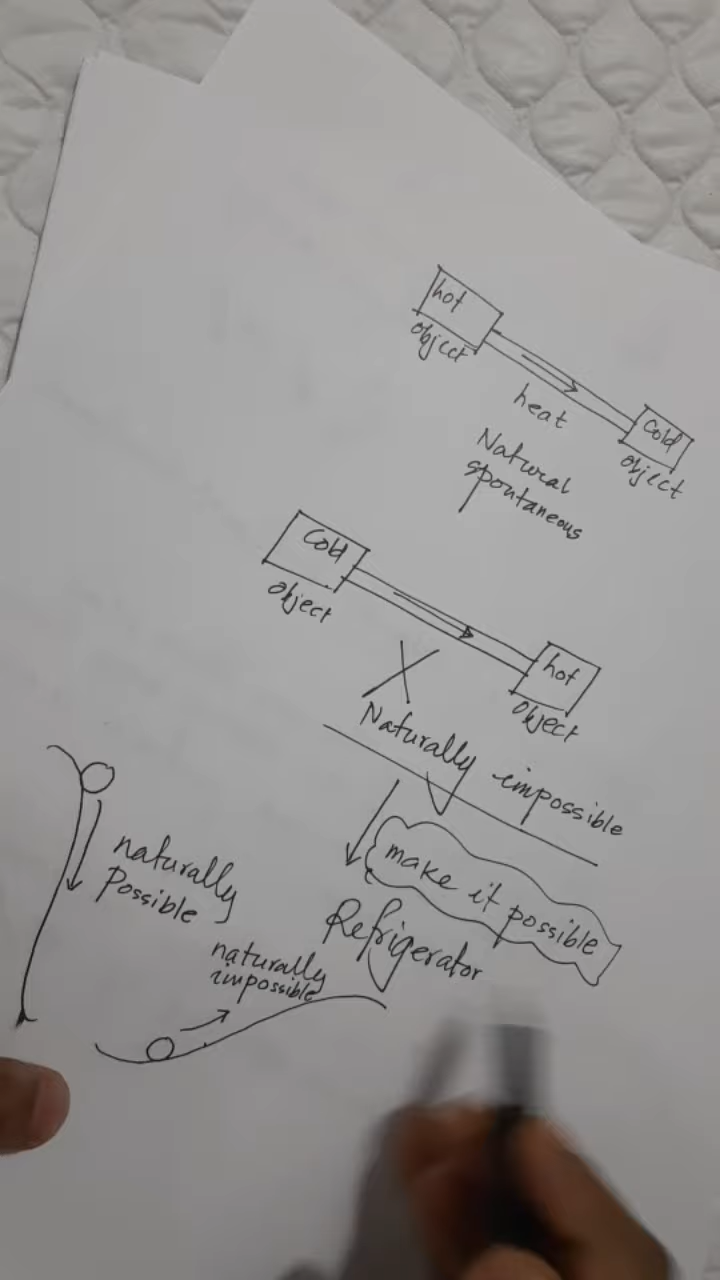 hot
object
heat
Cold
object
Natural
spontaneous
Cold
object
hot
object
Naturally impossible
make it possible
Refrigerator
naturally
Possible
naturally
impossible